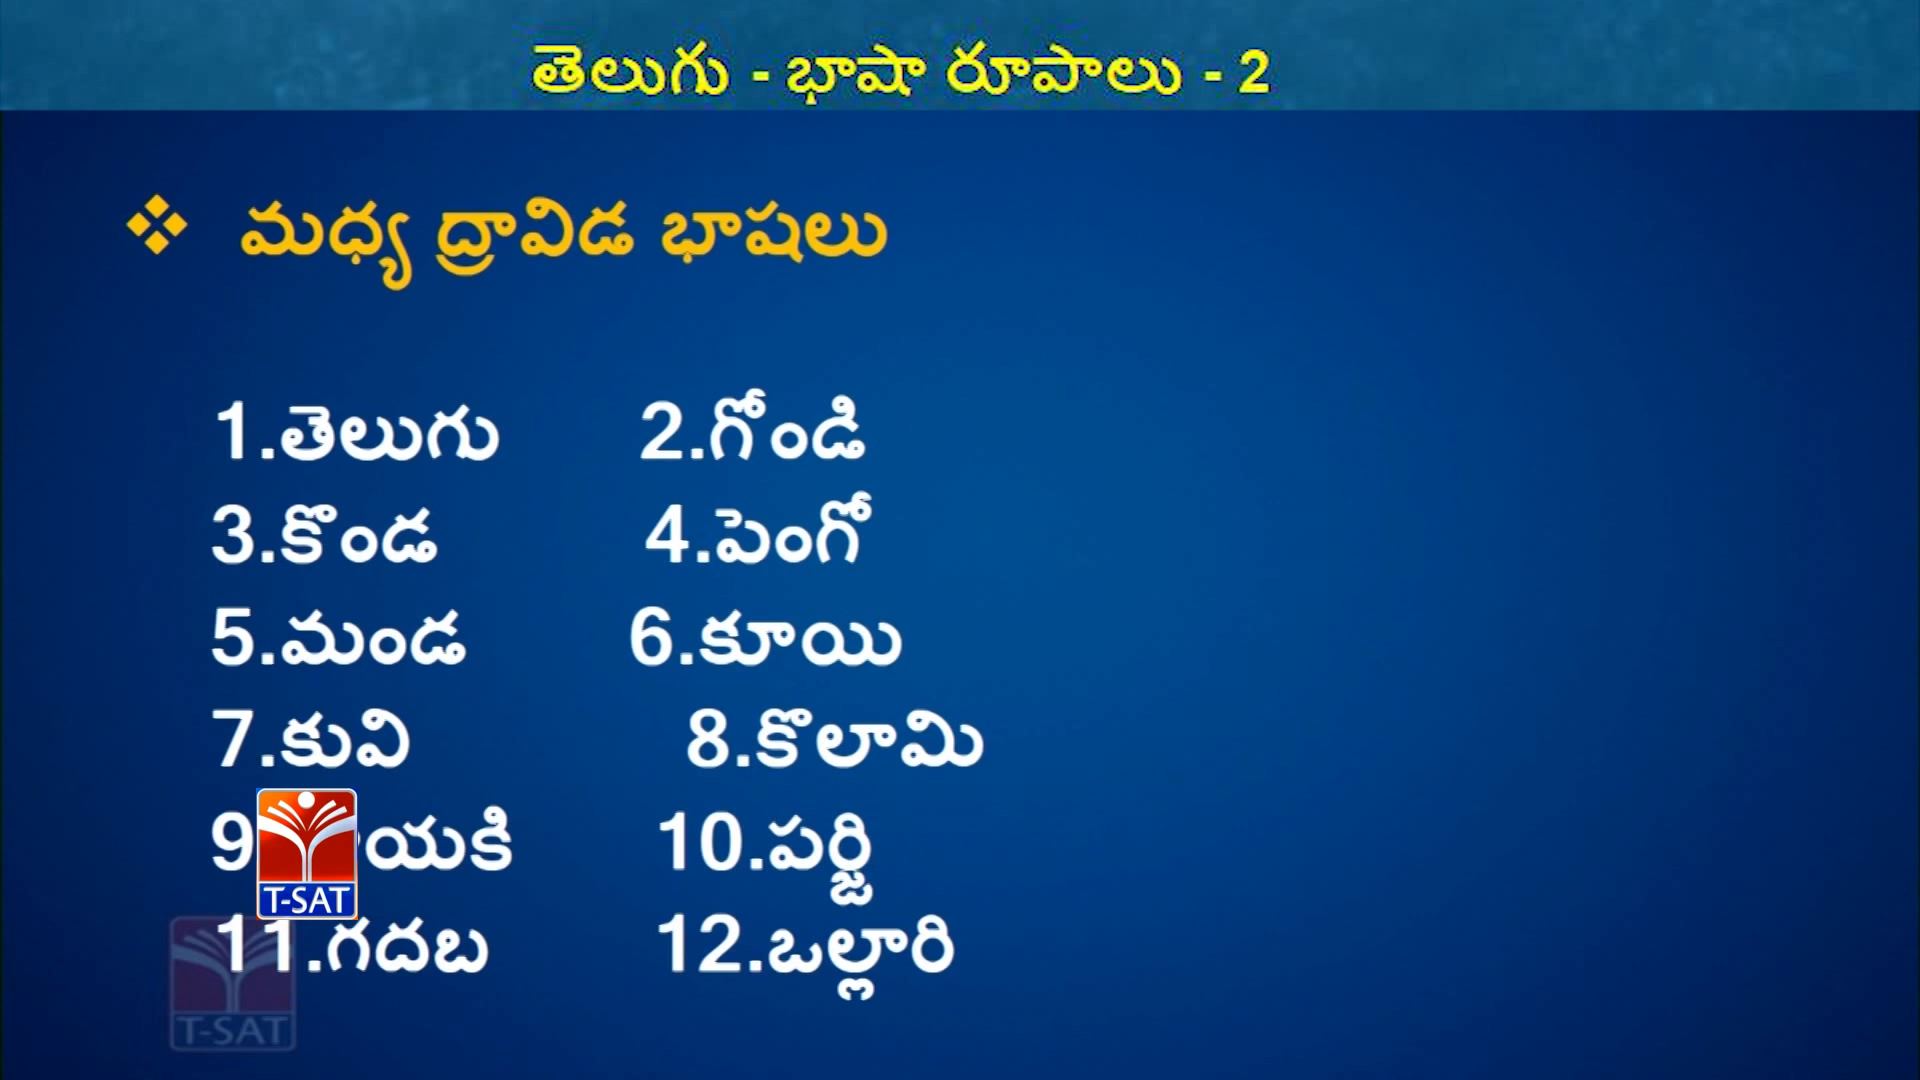 తెలుగు - భాషా రూపాలు - 2
❖ మధ్య ద్రావిడ భాషలు
1.తెలుగు 2.గోండి
3.కొండ 4.పెంగో
5.మండ 6.కూయి
7.కువి 8.కొలామి
9 10.పర్జి
T-SAT
11.గదబ 12.ఒల్లారి
T-SAT